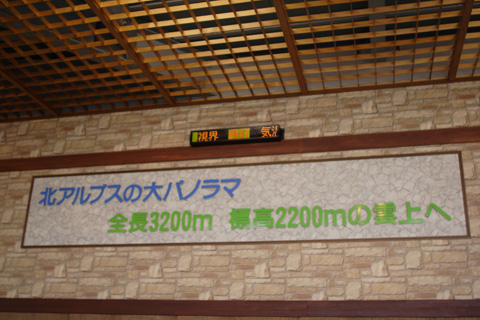 視界 気
北アルプスの大パノラマ
全長3200m 標高2200mの雲上へ